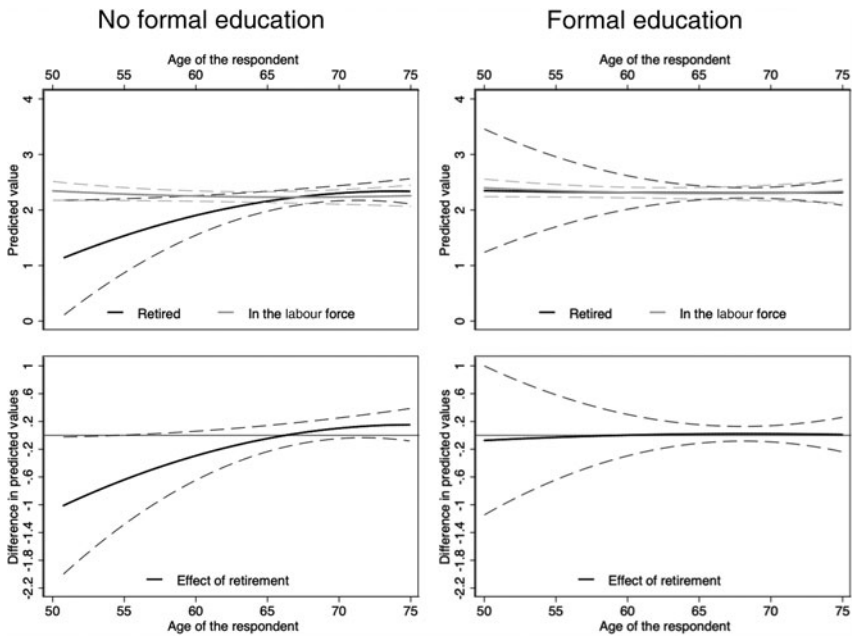 No formal education
Formal education
Age of the respondent
50 55 60 65 70 75
Predicted value
4
3
2
1
0
Retired
In the labour force
Age of the respondent
50 55 60 65 70 75
Predicted value
4
3
2
1
0
Retired
In the labour force
Difference in predicted values
1
.6
.2
-.2
-.6
-1
-1.4
-1.8
-2.2
Effect of retirement
50 55 60 65 70 75
Age of the respondent
Difference in predicted values
1
.6
.2
-.2
-.6
-1
-1.4
-1.8
-2.2
Effect of retirement
50 55 60 65 70 75
Age of the respondent